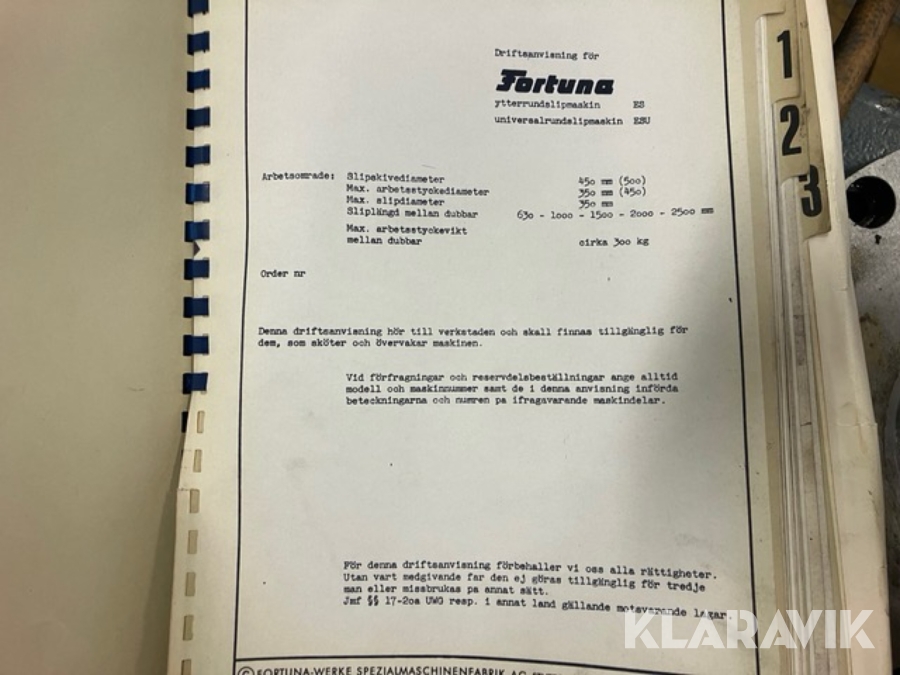 Driftsanvisning för
Fortuna
ytterrundslipmaskin ES
universalrundslipmaskin ESU
Arbetsområde: Slipskivediameter 450 mm (500)
Max. arbetsstyckediameter 350 mm (450)
Max. slipdiameter 350 mm
Sliplängd mellan dubbar 630 - 1000 - 1500 - 2000 - 2500 mm
Max. arbetsstyckevikt
mellan dubbar cirka 300 kg
Order nr
Denna driftsanvisning hör till verkstaden och skall finnas tillgänglig för
dem, som sköter och övervakar maskinen.
Vid förfragningar och reservdelsbeställningar ange alltid
modell och maskinnummer samt de i denna anvisning införda
beteckningarna och numren pa ifragavarande maskindelar.
För denna driftsanvisning förbehaller vi oss alla rättigheter.
Utan vart medgivande far den ej göras tillgänglig för tredje
man eller missbrukas pa annat sätt.
Jmf §§ 17-20a UWG resp. i annat land gällande motsvarande lagar.
© FORTUNA-WERKE SPEZIALMASCHINENFABRIK AG
1
2
3
KLARAVIK